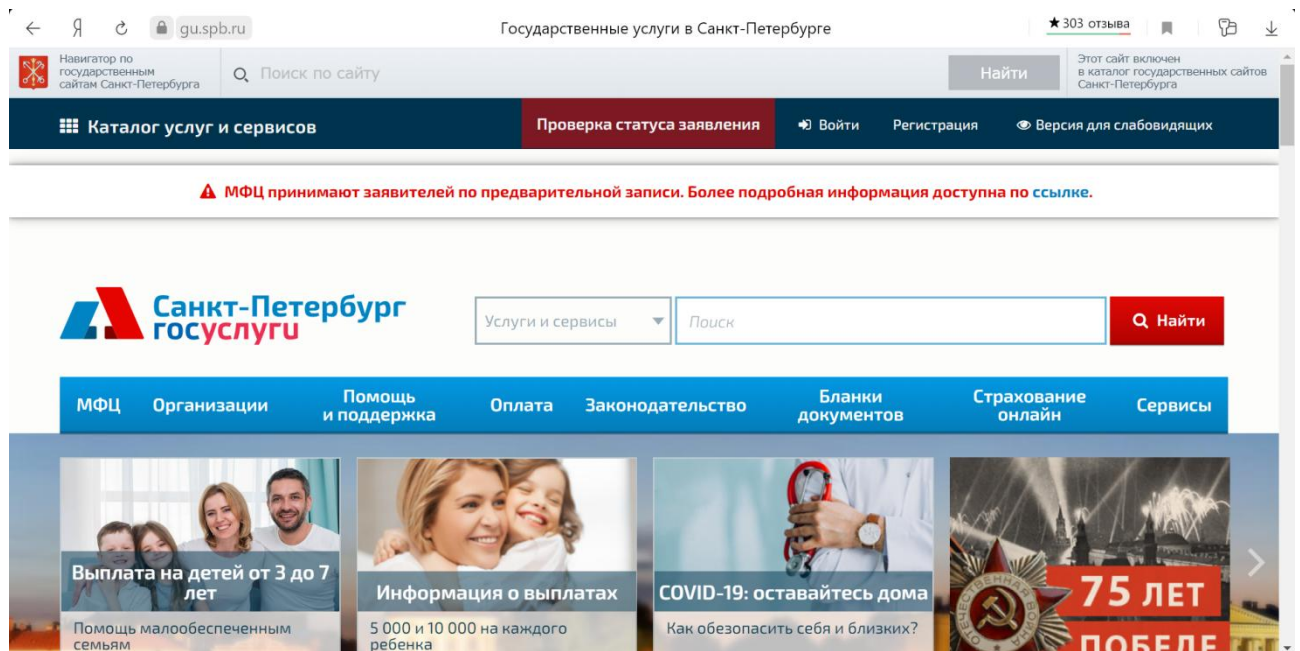 gu.spb.ru
Государственные услуги в Санкт-Петербурге
★ 303 отзыва
Навигатор по
государственным
сайтам Санкт-Петербурга
Поиск по сайту
Найти
Этот сайт включен
в каталог государственных сайтов
Санкт-Петербурга
Каталог услуг и сервисов
Проверка статуса заявления
Войти
Регистрация
Версия для слабовидящих
МФЦ принимают заявителей по предварительной записи. Более подробная информация доступна по ссылке.
Санкт-Петербург
госуслуги
Услуги и сервисы
Поиск
Найти
МФЦ
Организации
Помощь
и поддержка
Оплата
Законодательство
Бланки
документов
Страхование
онлайн
Сервисы
Выплата на детей от 3 до 7
лет
Помощь малообеспеченным
семьям
Информация о выплатах
5 000 и 10 000 на каждого
ребенка
COVID-19: оставайтесь дома
Как обезопасить себя и близких?
ОТЕЧЕСТВЕННАЯ ВОЙНА
75 ЛЕТ
ПОБЕДЕ